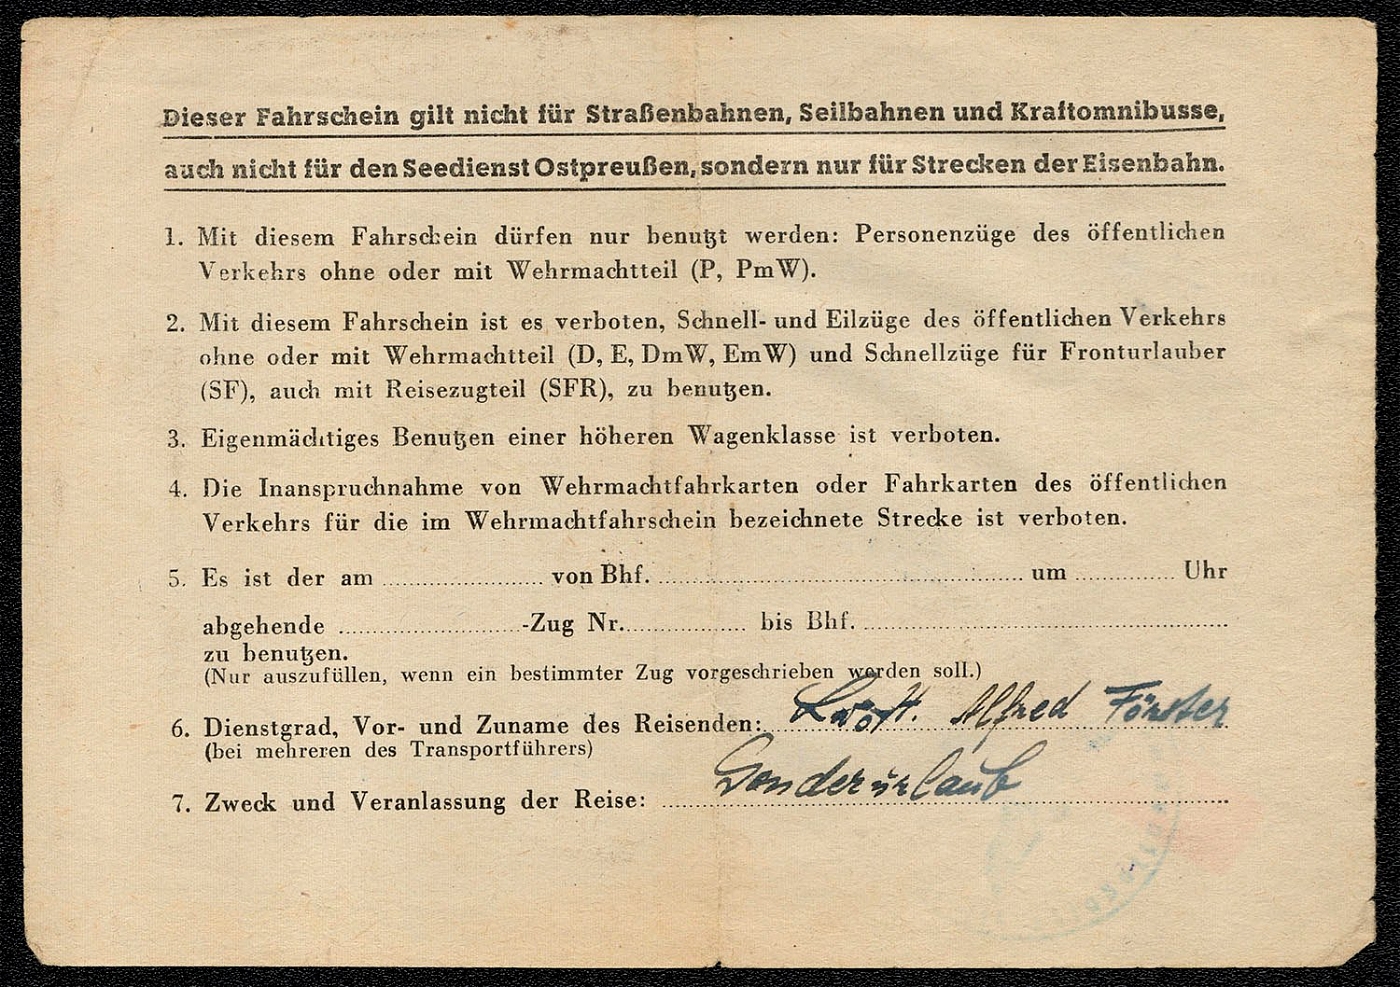 Dieser Fahrschein gilt nicht für Straßenbahnen, Seilbahnen und Kraftomnibusse,
auch nicht für den Seedienst Ostpreußen, sondern nur für Strecken der Eisenbahn.
1. Mit diesem Fahrschein dürfen nur benutzt werden: Personenzüge des öffentlichen
Verkehrs ohne oder mit Wehrmachtteil (P, PmW).
2. Mit diesem Fahrschein ist es verboten, Schnell- und Eilzüge des öffentlichen Verkehrs
ohne oder mit Wehrmachtteil (D, E, DmW, EmW) und Schnellzüge für Fronturlauber
(SF), auch mit Reisezugteil (SFR), zu benutzen.
3. Eigenmächtiges Benutzen einer höheren Wagenklasse ist verboten.
4. Die Inanspruchnahme von Wehrmachtfahrkarten oder Fahrkarten des öffentlichen
Verkehrs für die im Wehrmachtfahrschein bezeichnete Strecke ist verboten.
5. Es ist der am ............ von Bhf. ............ um ............ Uhr
abgehende ............-Zug Nr. ............ bis Bhf. ............
zu benutzen.
(Nur auszufüllen, wenn ein bestimmter Zug vorgeschrieben werden soll.)
6. Dienstgrad, Vor- und Zuname des Reisenden: Alfred Förster
(bei mehreren des Transportführers)
7. Zweck und Veranlassung der Reise: Sonderurlaub